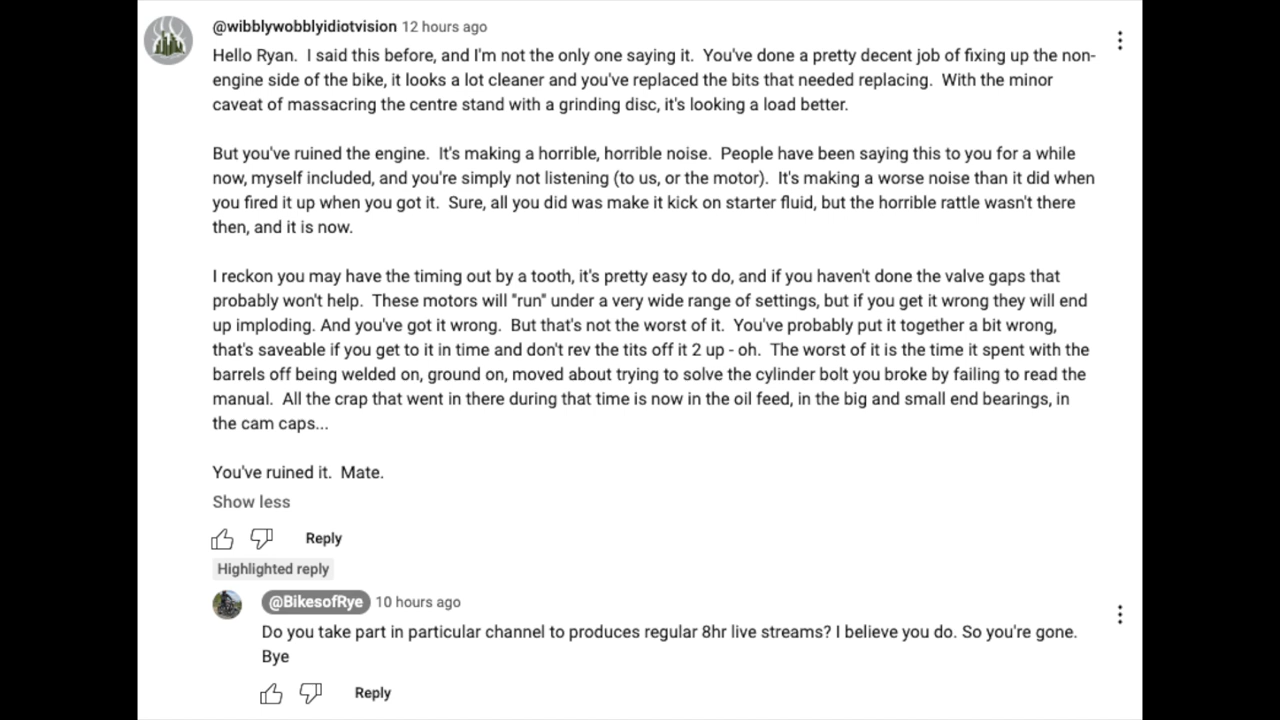 @wibblywobblyidiotvision 12 hours ago
Hello Ryan.  I said this before, and I'm not the only one saying it.  You've done a pretty decent job of fixing up the non-
engine side of the bike, it looks a lot cleaner and you've replaced the bits that needed replacing.  With the minor
caveat of massacring the centre stand with a grinding disc, it's looking a load better.
But you've ruined the engine.  It's making a horrible, horrible noise.  People have been saying this to you for a while
now, myself included, and you're simply not listening (to us, or the motor).  It's making a worse noise than it did when
you fired it up when you got it.  Sure, all you did was make it kick on starter fluid, but the horrible rattle wasn't there
then, and it is now.
I reckon you may have the timing out by a tooth, it's pretty easy to do, and if you haven't done the valve gaps that
probably won't help.  These motors will "run" under a very wide range of settings, but if you get it wrong they will end
up imploding. And you've got it wrong.  But that's not the worst of it.  You've probably put it together a bit wrong,
that's saveable if you get to it in time and don't rev the tits off it 2 up - oh.  The worst of it is the time it spent with the
barrels off being welded on, ground on, moved about trying to solve the cylinder bolt you broke by failing to read the
manual.  All the crap that went in there during that time is now in the oil feed, in the big and small end bearings, in
the cam caps...
You've ruined it.  Mate.
Show less
Reply
Highlighted reply
@BikesofRye 10 hours ago
Do you take part in particular channel to produces regular 8hr live streams? I believe you do. So you're gone.
Bye
Reply